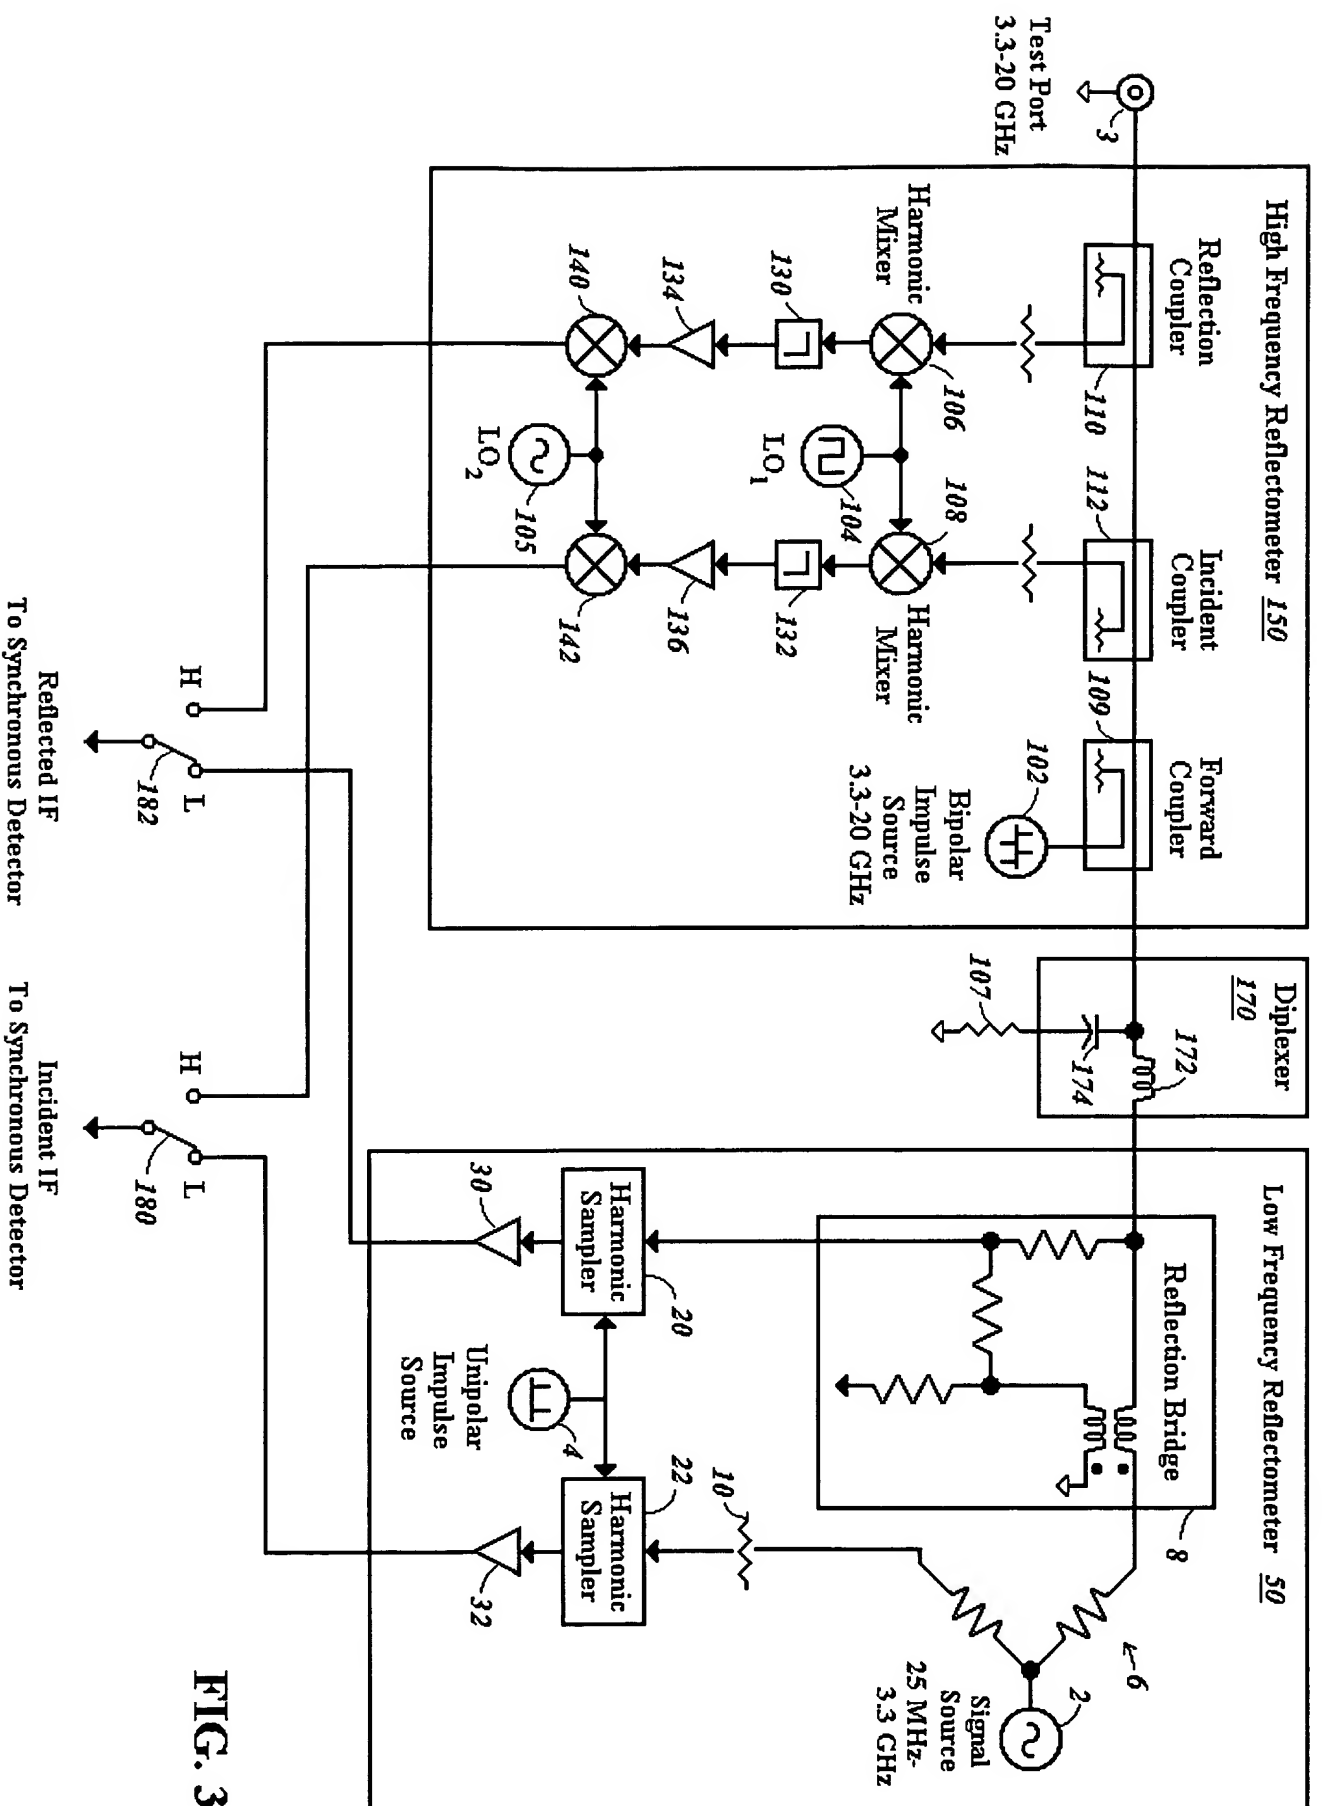 High Frequency Reflectometer 150
Reflection
Coupler
110
Incident
Coupler
112
Forward
Coupler
109
3
Test Port
3.3-20 GHz
Harmonic
Mixer
106
108
Harmonic
Mixer
104
LO1
102
Bipolar
Impulse
Source
3.3-20 GHz
130
132
134
136
140
142
105
LO2
Diplexer
170
172
174
107
Low Frequency Reflectometer 50
Reflection Bridge
8
6
2
Signal
Source
25 MHz-
3.3 GHz
10
Harmonic
Sampler
20
22
Harmonic
Sampler
4
Unipolar
Impulse
Source
30
32
H
L
182
Reflected IF
To Synchronous Detector
H
L
180
Incident IF
To Synchronous Detector
FIG. 3